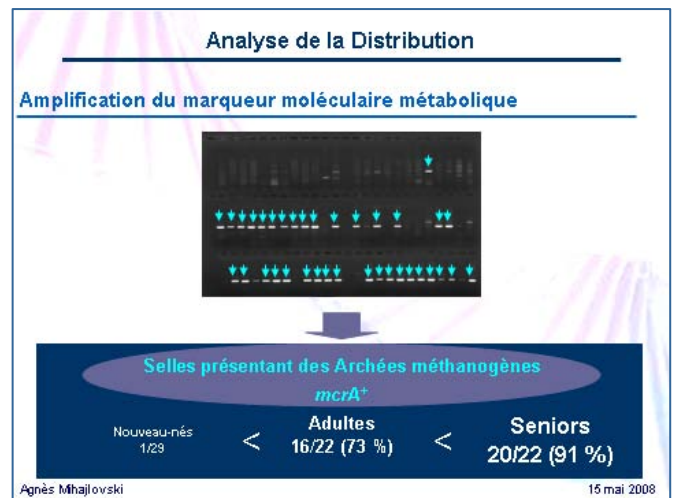 Analyse de la Distribution
Amplification du marqueur moléculaire métabolique
Selles présentant des Archées méthanogènes
mcrA⁺
Nouveau-nés
1/29
<
Adultes
16/22 (73 %)
<
Seniors
20/22 (91 %)
Agnès Mihajlovski
15 mai 2008